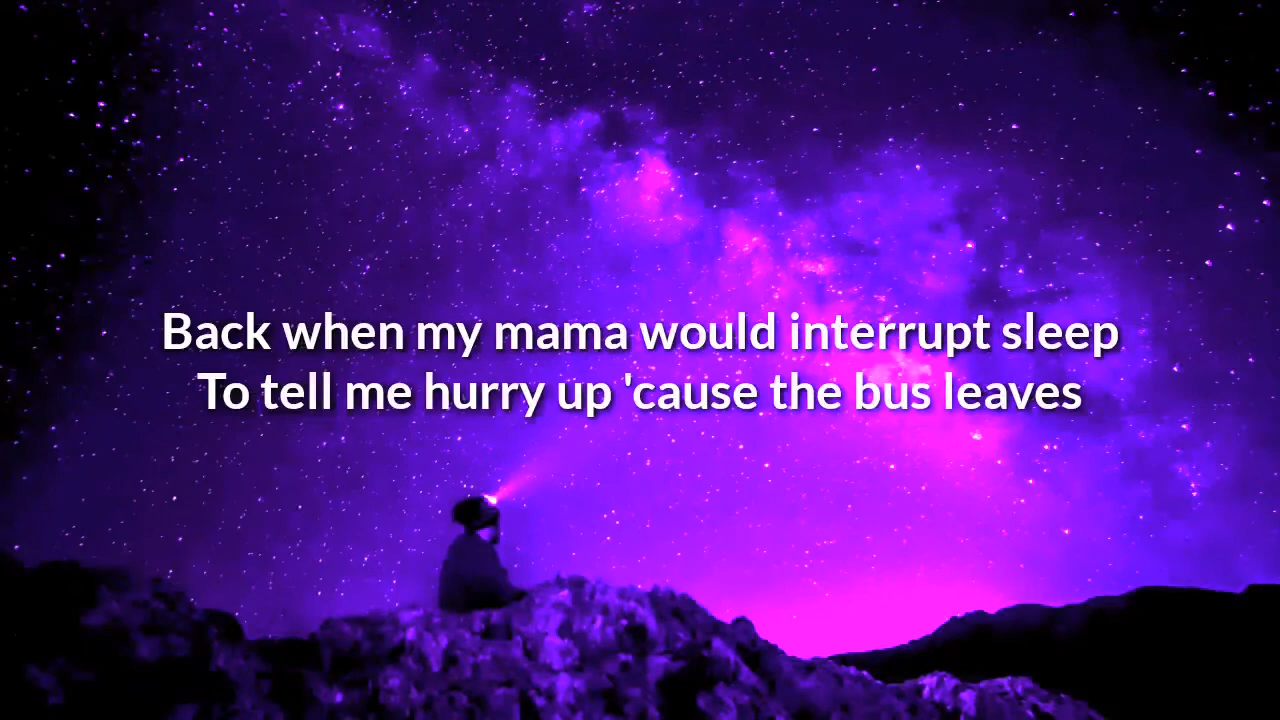 Back when my mama would interrupt sleep
To tell me hurry up 'cause the bus leaves